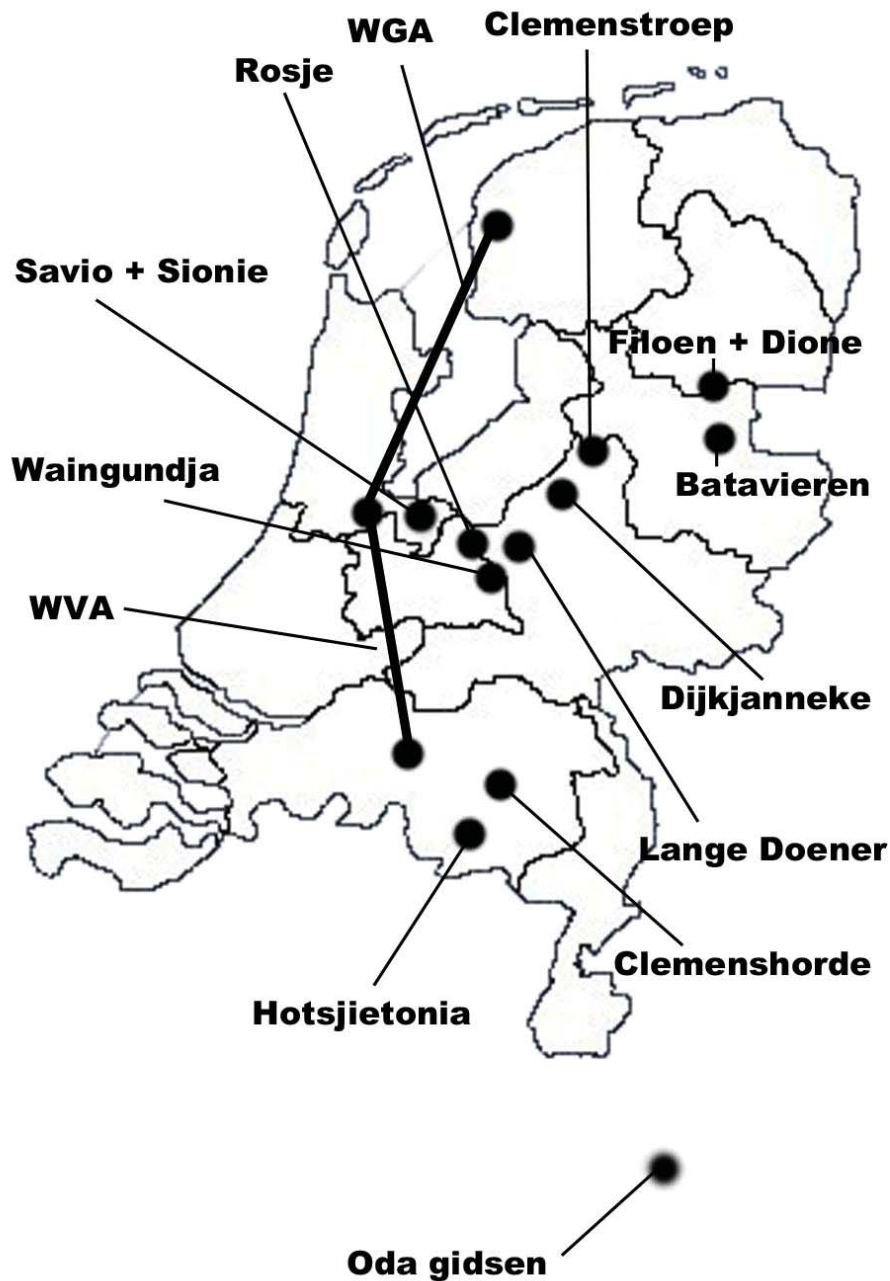 WGA
Clemenstroep
Rosje
Savio + Sionie
Filoen + Dione
Waingundja
Batavieren
WVA
Dijkjanneke
Lange Doener
Clemenshorde
Hotsjietonia
Oda gidsen